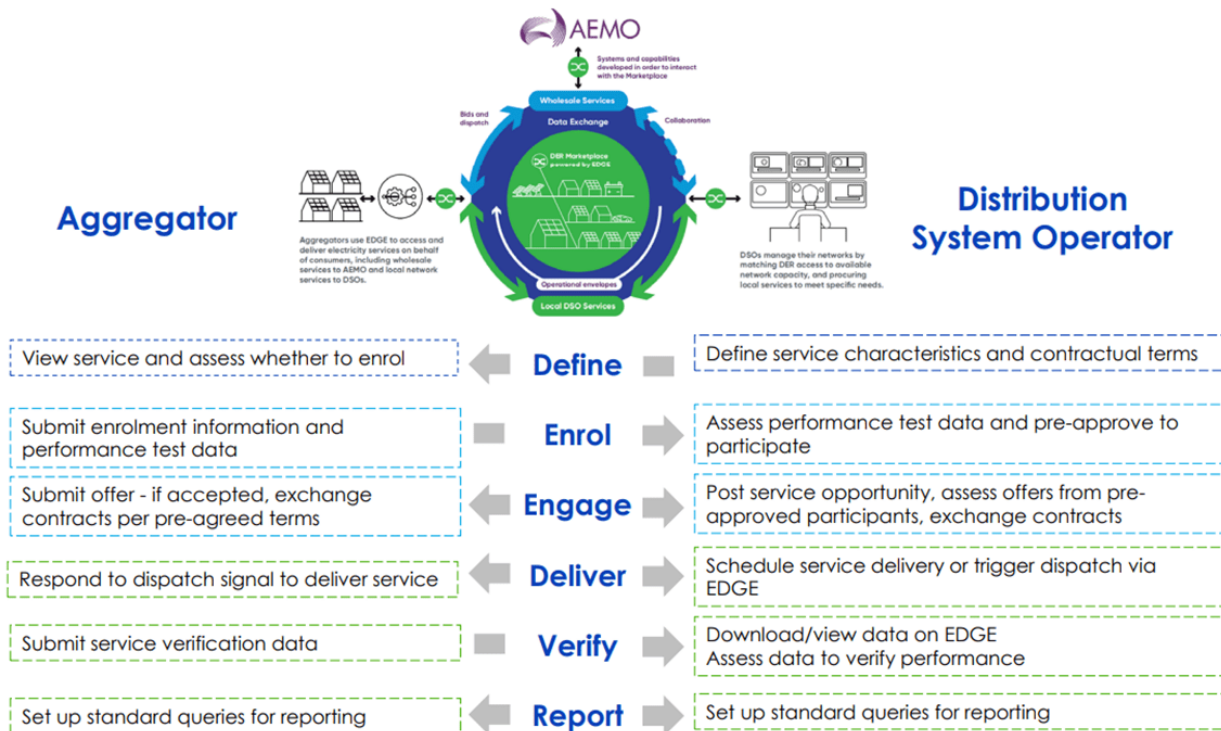 AEMO
Systems and capabilities
developed in order to interact
with the Marketplace
Wholesale Services
Bids and
dispatch
Data Exchange
Collaboration
DER Marketplace
powered by EDGE
Aggregator
Distribution
System Operator
Aggregators use EDGE to access and
deliver electricity services on behalf
of consumers, including wholesale
services to AEMO and local network
services to DSOs.
DSOs manage their networks by
matching DER access to available
network capacity, and procuring
local services to meet specific needs.
Operational envelopes
Local DSO Services
View service and assess whether to enrol
Define
Define service characteristics and contractual terms
Submit enrolment information and
performance test data
Enrol
Assess performance test data and pre-approve to
participate
Submit offer - if accepted, exchange
contracts per pre-agreed terms
Engage
Post service opportunity, assess offers from pre-
approved participants, exchange contracts
Respond to dispatch signal to deliver service
Deliver
Schedule service delivery or trigger dispatch via
EDGE
Submit service verification data
Verify
Download/view data on EDGE
Assess data to verify performance
Set up standard queries for reporting
Report
Set up standard queries for reporting